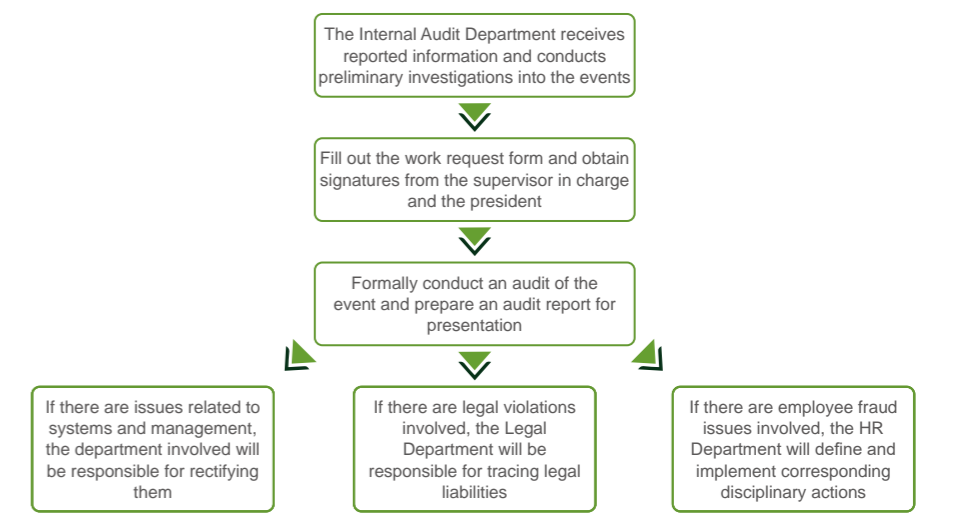 The Internal Audit Department receives
reported information and conducts
preliminary investigations into the events
Fill out the work request form and obtain
signatures from the supervisor in charge
and the president
Formally conduct an audit of the
event and prepare an audit report for
presentation
If there are issues related to
systems and management,
the department involved will
be responsible for rectifying
them
If there are legal violations
involved, the Legal
Department will be
responsible for tracing legal
liabilities
If there are employee fraud
issues involved, the HR
Department will define and
implement corresponding
disciplinary actions